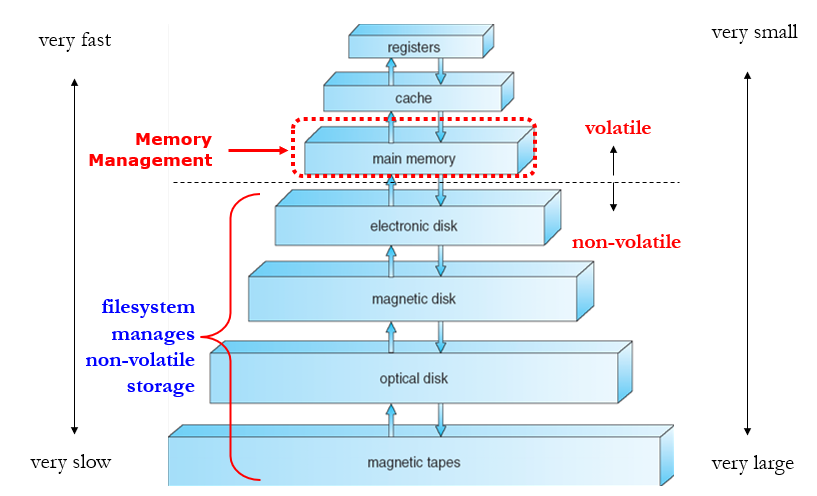 very fast
very small
registers
cache
Memory
Management
main memory
volatile
non-volatile
electronic disk
magnetic disk
filesystem
manages
non-volatile
storage
optical disk
magnetic tapes
very slow
very large